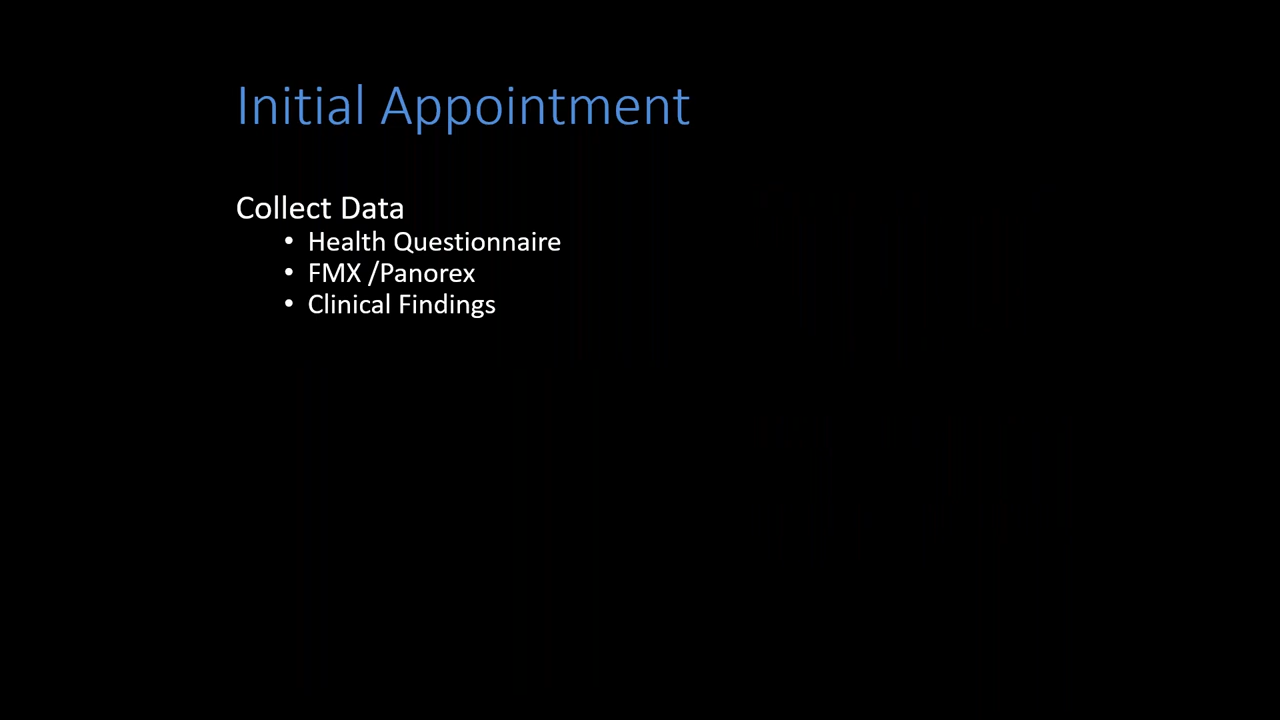 Initial Appointment
Collect Data
• Health Questionnaire
• FMX /Panorex
• Clinical Findings